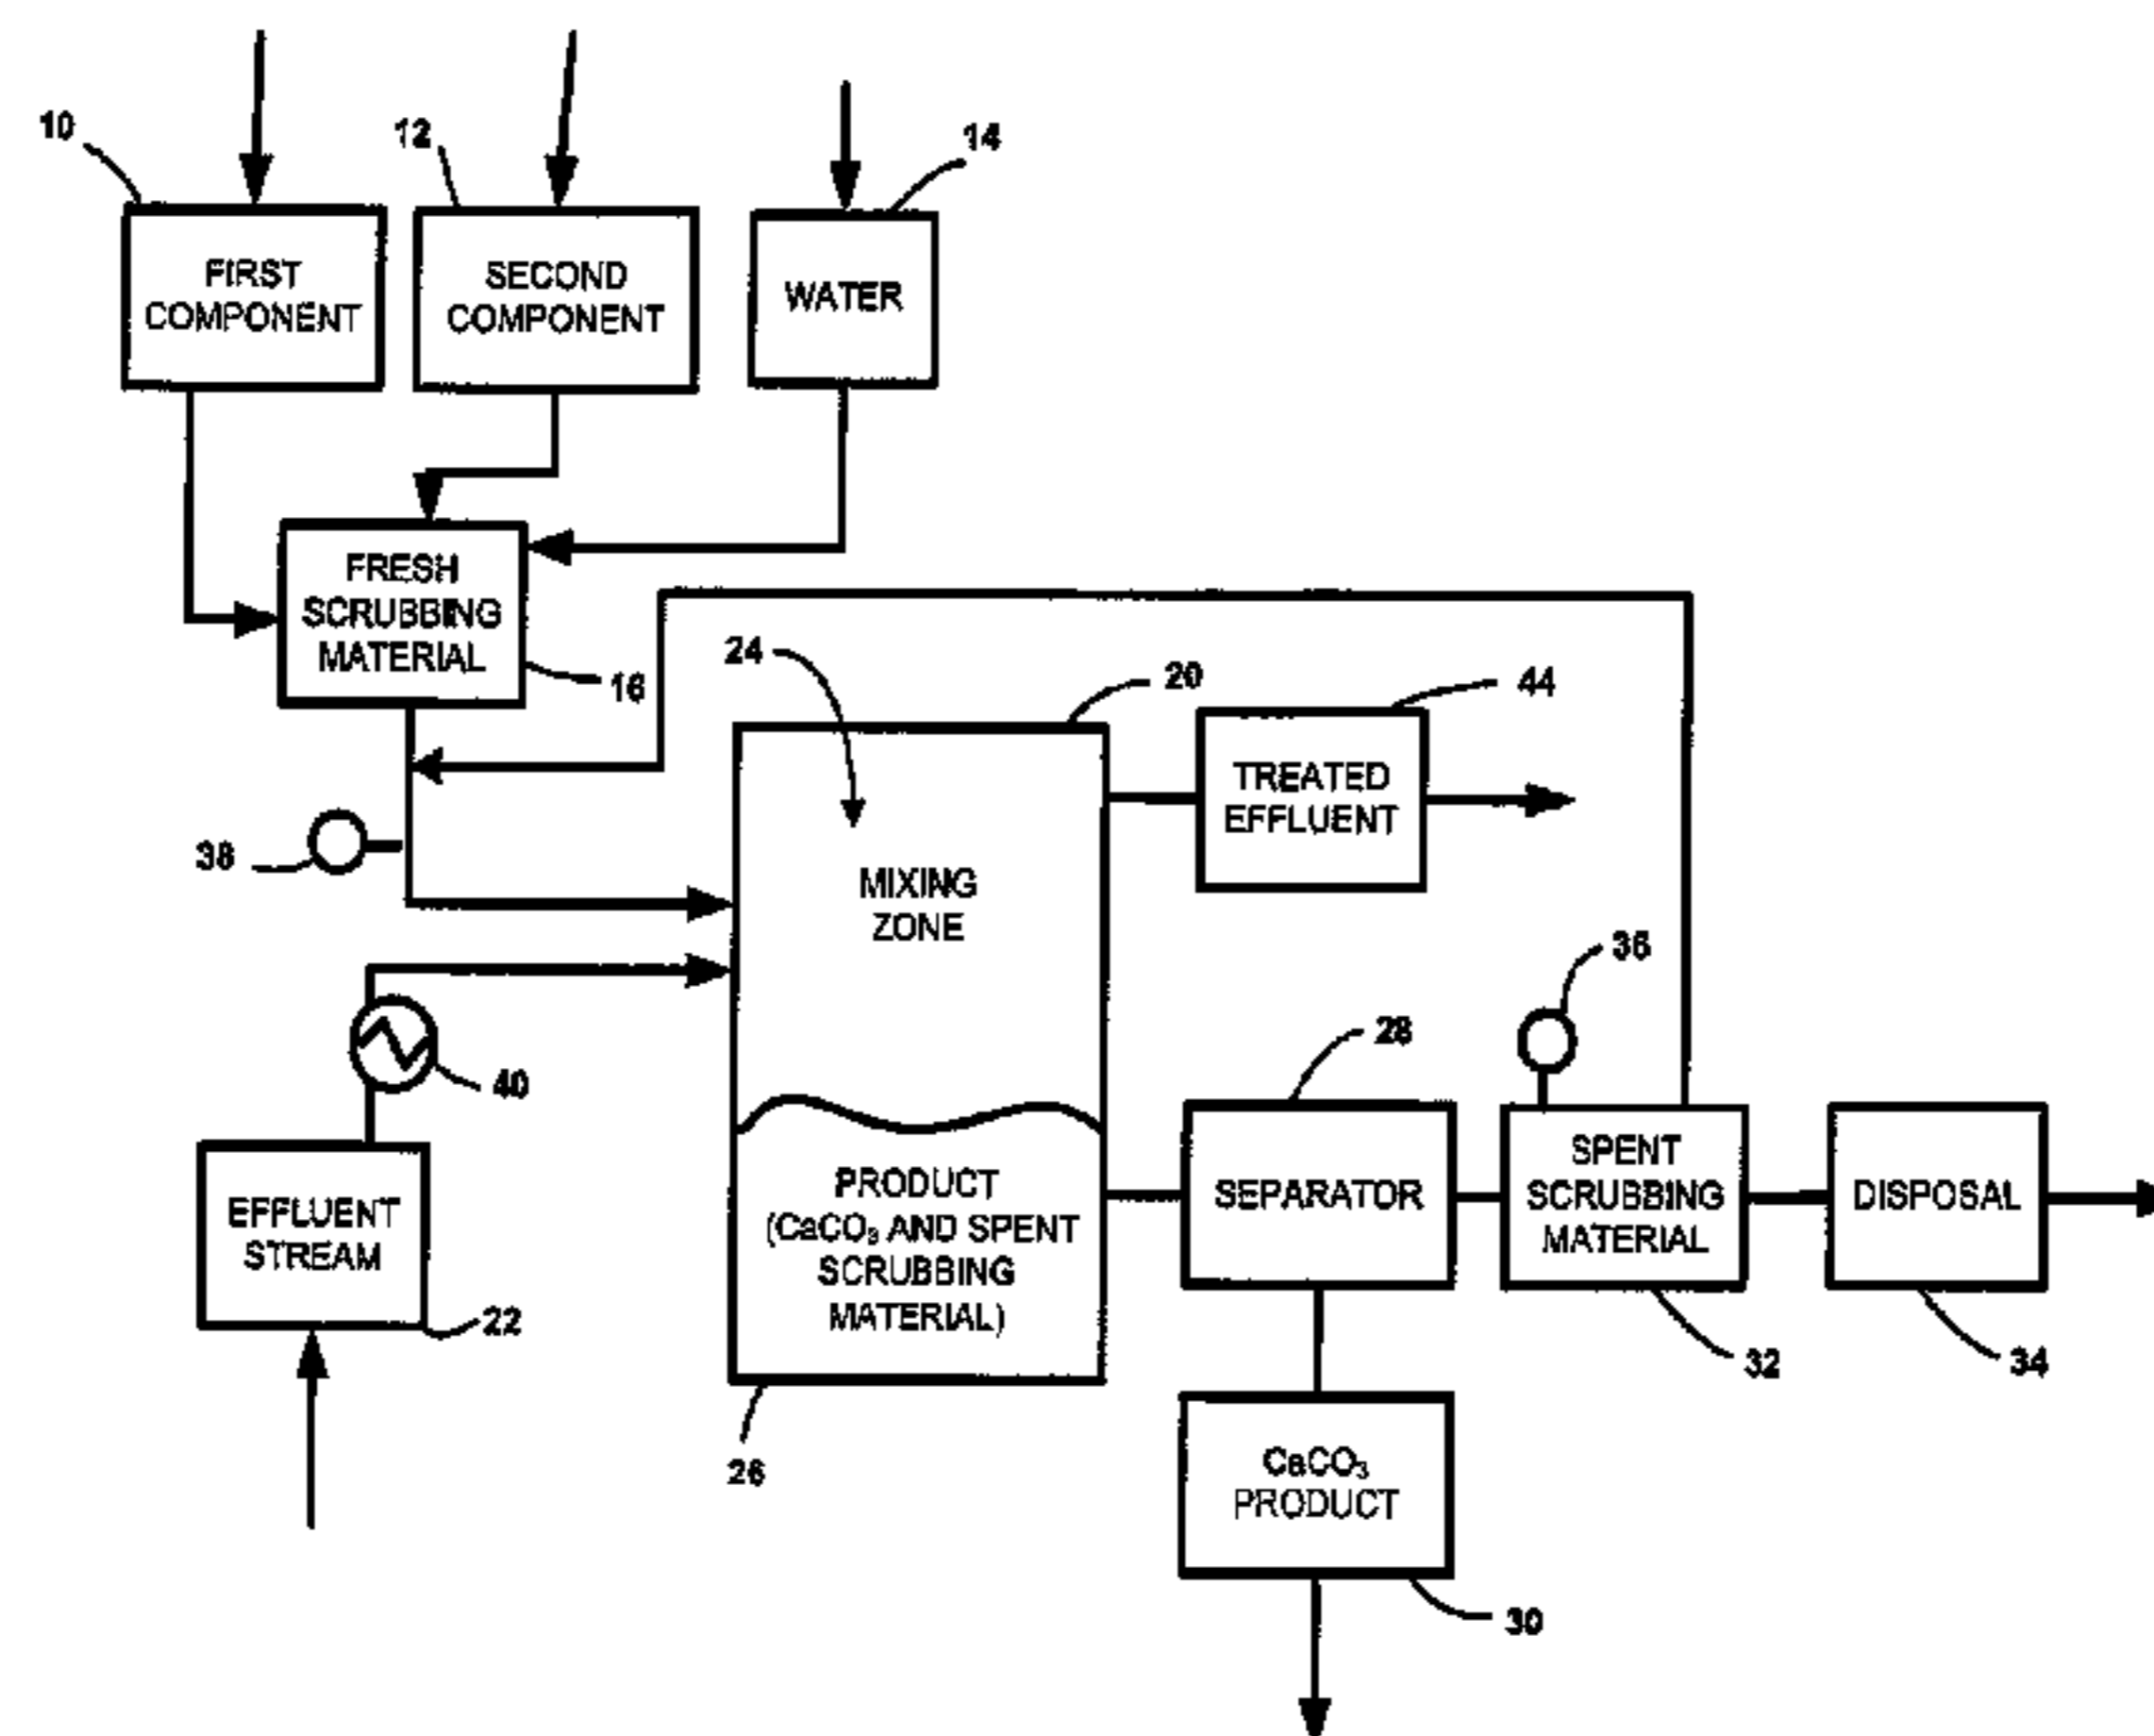 10
12
14
FIRST
COMPONENT
SECOND
COMPONENT
WATER
FRESH
SCRUBBING
MATERIAL
16
24
20
44
TREATED
EFFLUENT
38
MIXING
ZONE
36
40
28
EFFLUENT
STREAM
22
PRODUCT
(CaCO₃ AND SPENT
SCRUBBING
MATERIAL)
SEPARATOR
SPENT
SCRUBBING
MATERIAL
DISPOSAL
32
34
26
CaCO₃
PRODUCT
30